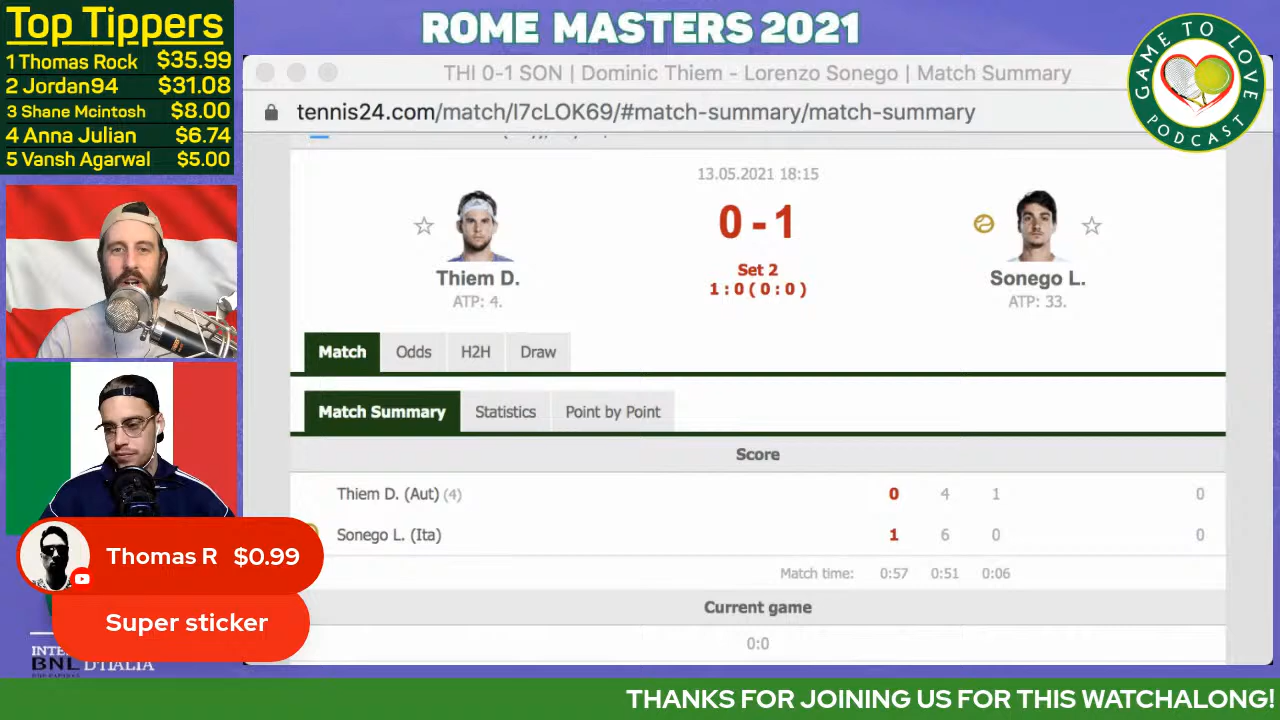 Top Tippers
1 Thomas Rock $35.99
2 Jordan94 $31.08
3 Shane Mcintosh $8.00
4 Anna Julian $6.74
5 Vansh Agarwal $5.00
ROME MASTERS 2021
GAME TO LOVE
PODCAST
THI 0-1 SON | Dominic Thiem - Lorenzo Sonego | Match Summary
tennis24.com/match/I7cLOK69/#match-summary/match-summary
13.05.2021 18:15
0 - 1
Thiem D.
ATP: 4.
Set 2
1 : 0 ( 0 : 0 )
Sonego L.
ATP: 33.
Match Odds H2H Draw
Match Summary Statistics Point by Point
Score
Thiem D. (Aut) (4) 0 4 1 0
Sonego L. (Ita) 1 6 0 0
Match time: 0:57 0:51 0:06
Current game
0:0
Thomas R $0.99
Super sticker
BNL D'ITALIA
THANKS FOR JOINING US FOR THIS WATCHALONG!